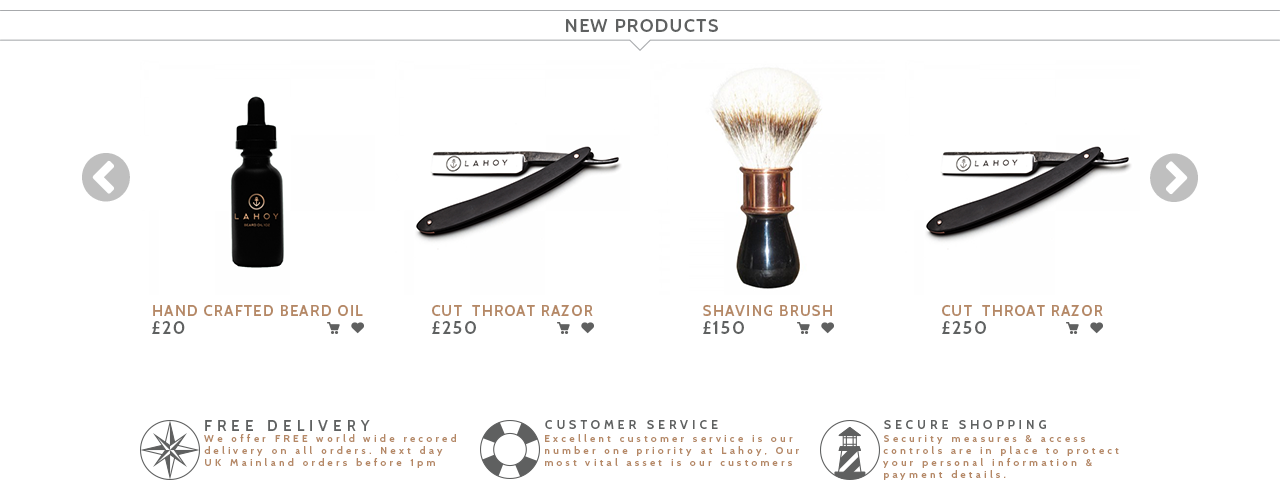 NEW PRODUCTS
LAHOY
BEARD OIL
LAHOY
LAHOY
HAND CRAFTED BEARD OIL
CUT THROAT RAZOR
SHAVING BRUSH
CUT THROAT RAZOR
£20
£250
£150
£250
FREE DELIVERY
We offer FREE world wide recored
delivery on all orders. Next day
UK Mainland orders before 1pm
CUSTOMER SERVICE
Excellent customer service is our
number one priority at Lahoy, Our
most vital asset is our customers
SECURE SHOPPING
Security measures & access
controls are in place to protect
your personal information &
payment details.